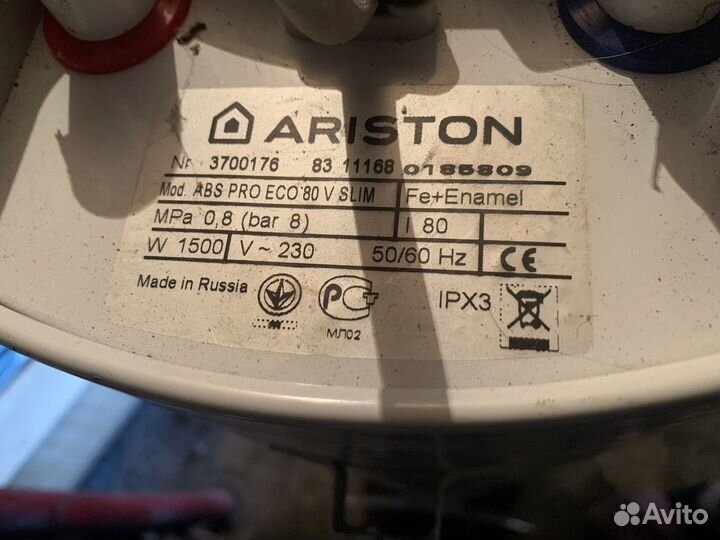 ARISTON
Nr 3700176 83 11168 0185809
Mod. ABS PRO ECO 80 V SLIM Fe+Enamel
MPa 0,8 (bar 8) l 80
W 1500 V ~ 230 50/60 Hz CE
Made in Russia РСТ IPX3
МЛ02
Avito